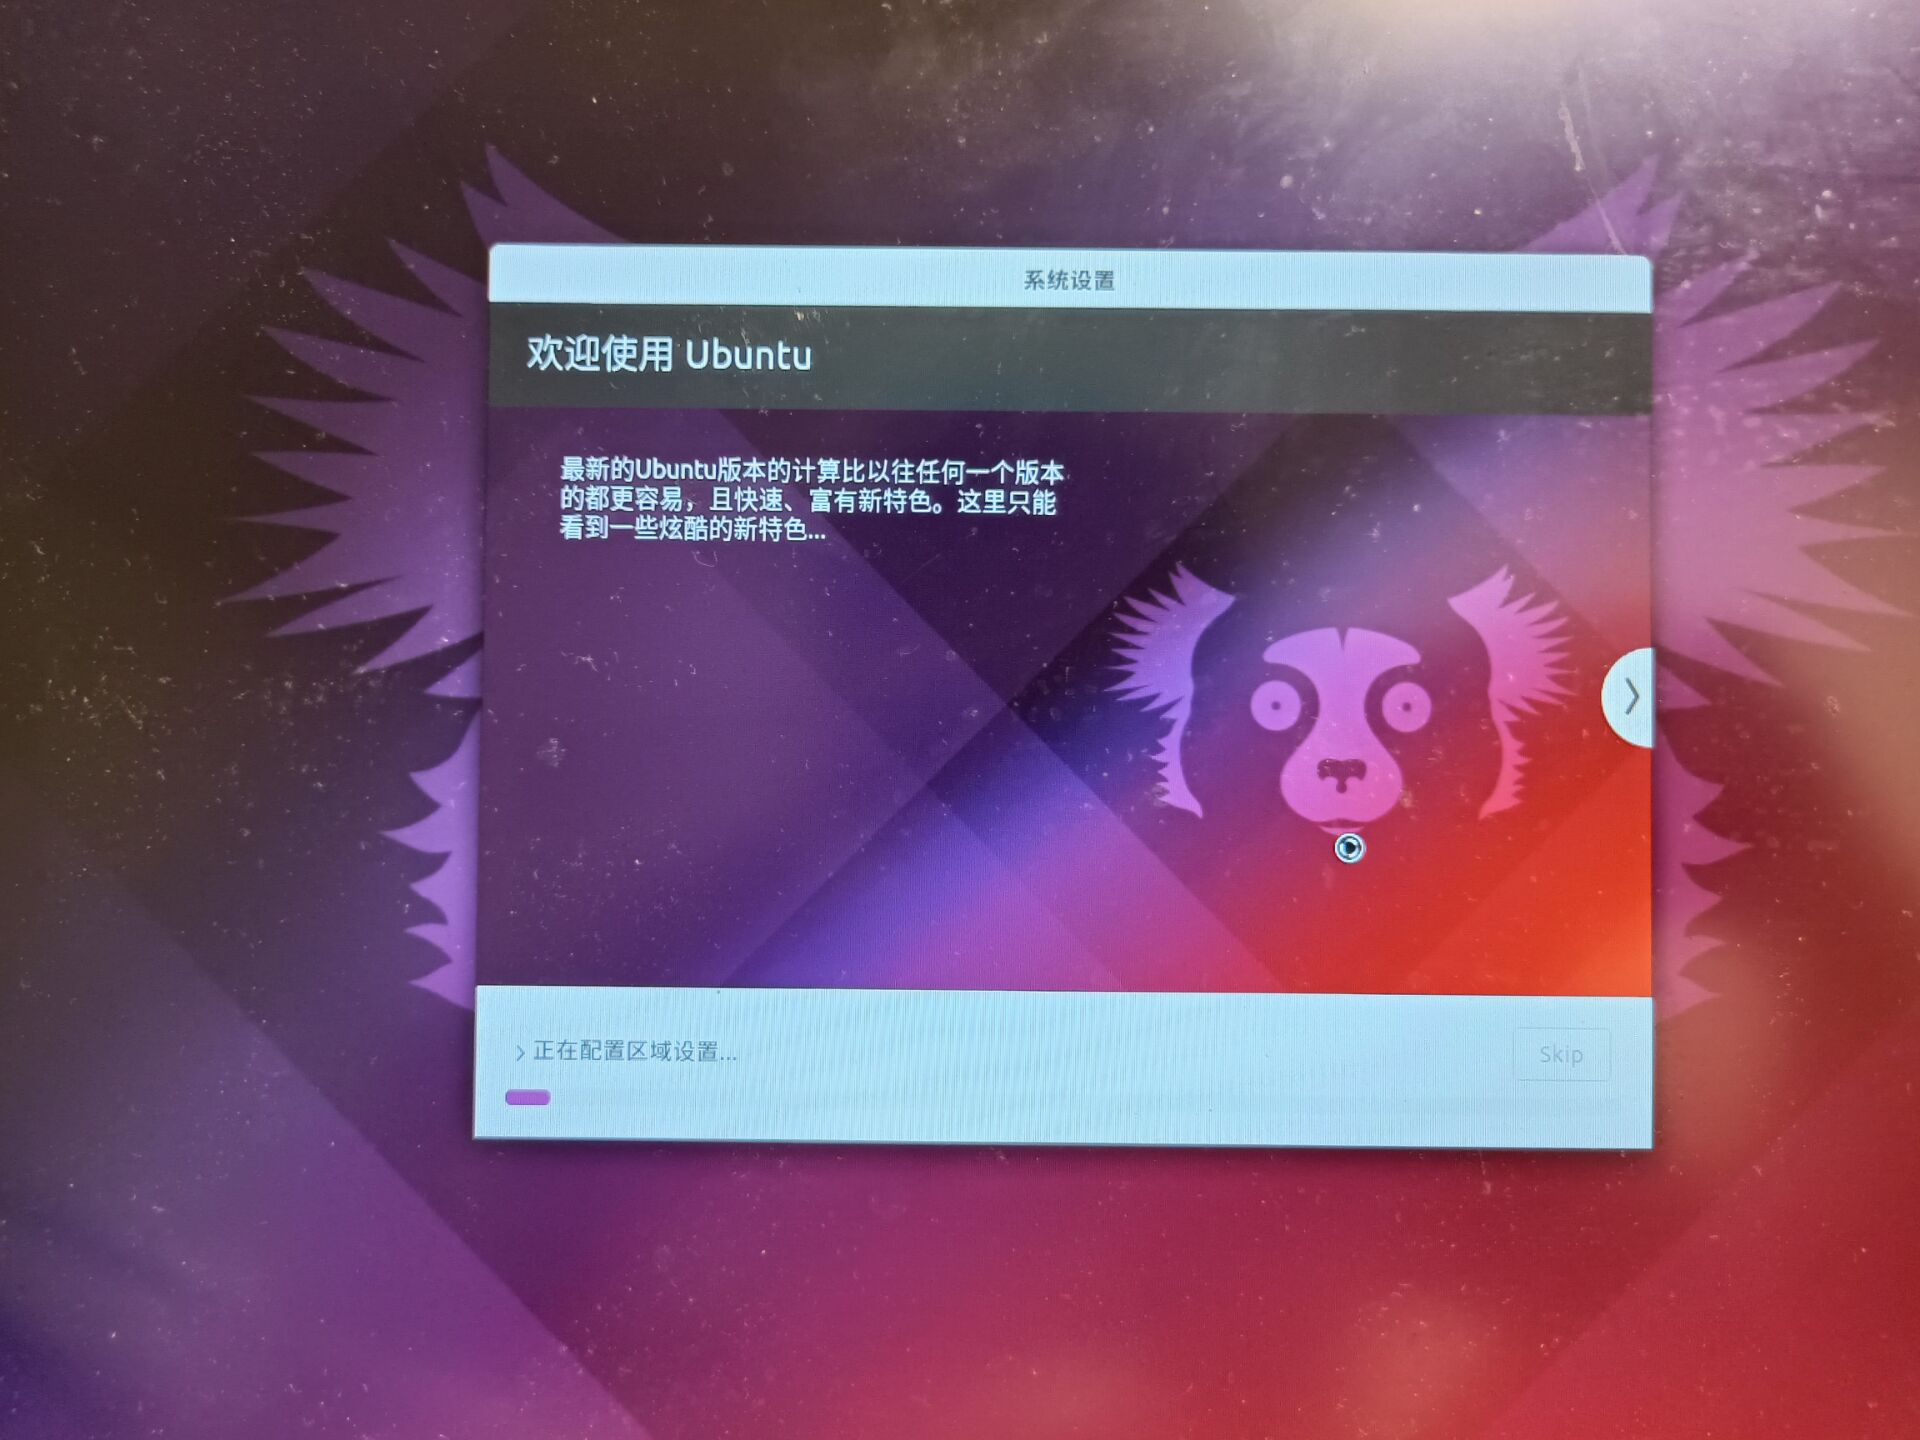 系统设置
欢迎使用 Ubuntu
最新的Ubuntu版本的计算比以往任何一个版本
的都更容易，且快速、富有新特色。这里只能
看到一些炫酷的新特色...
正在配置区域设置...
Skip